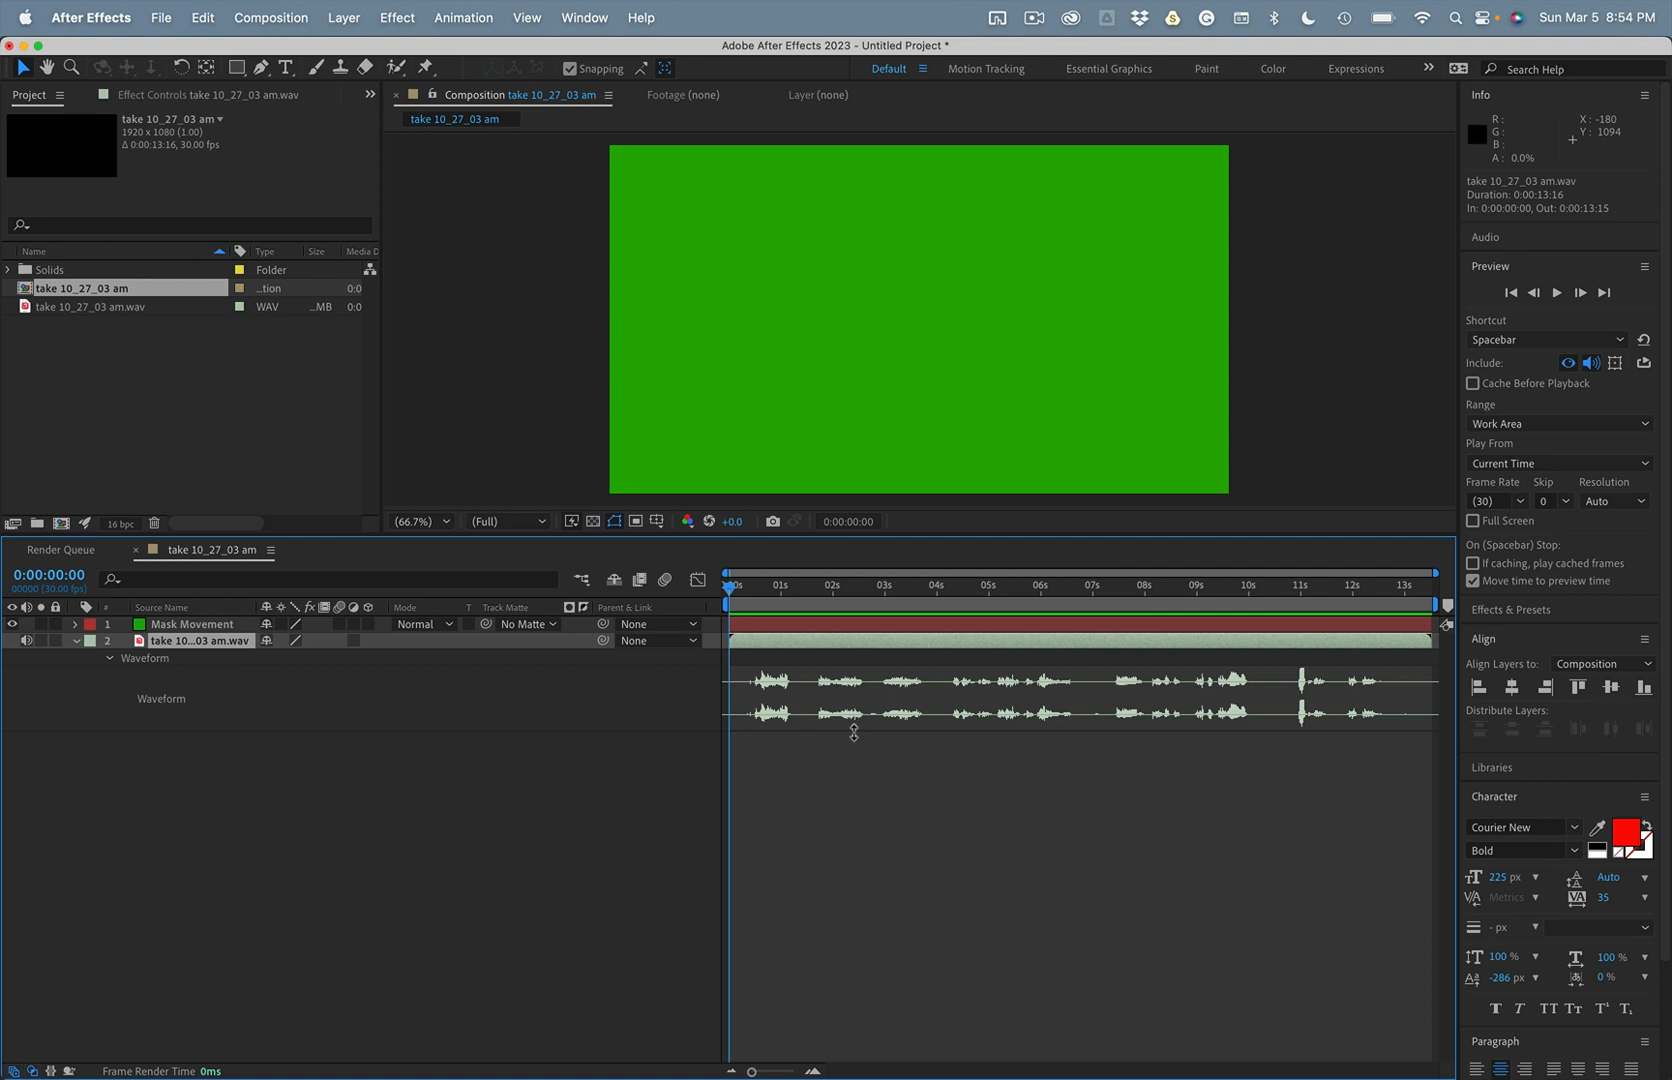 After Effects File Edit Composition Layer Effect Animation View Window Help Sun Mar 5 8:54 PM
Adobe After Effects 2023 - Untitled Project *
Snapping Default Motion Tracking Essential Graphics Paint Color Expressions Search Help
Project Effect Controls take 10_27_03 am.wav
take 10_27_03 am
1920 x 1080 (1.00)
Δ 0:00:13:16, 30.00 fps
Name Type Size Media D
Solids Folder
take 10_27_03 am ...tion 0:0
take 10_27_03 am.wav WAV ...MB 0:0
16 bpc
Composition take 10_27_03 am Footage (none) Layer (none)
take 10_27_03 am
(66.7%) (Full) +0.0 0:00:00:00
Info
R : X : -180
G : Y : 1094
B :
A : 0.0%
take 10_27_03 am.wav
Duration: 0:00:13:16
In: 0:00:00:00, Out: 0:00:13:15
Audio
Preview
Shortcut
Spacebar
Include:
Cache Before Playback
Range
Work Area
Play From
Current Time
Frame Rate Skip Resolution
(30) 0 Auto
Full Screen
On (Spacebar) Stop:
If caching, play cached frames
Move time to preview time
Effects & Presets
Align
Align Layers to: Composition
Distribute Layers:
Libraries
Character
Courier New
Bold
225 px Auto
Metrics 35
- px
100 % 100 %
-286 px 0 %
Paragraph
Render Queue take 10_27_03 am
0:00:00:00
00000 (30.00 fps)
# Source Name Mode T Track Matte Parent & Link
1 Mask Movement Normal No Matte None
2 take 10...03 am.wav None
Waveform
Waveform
01s 02s 03s 04s 05s 06s 07s 08s 09s 10s 11s 12s 13s
Frame Render Time 0ms